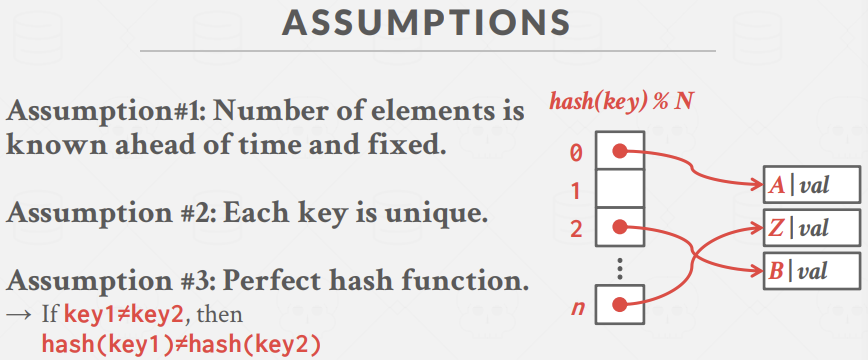 ASSUMPTIONS
Assumption#1: Number of elements is
known ahead of time and fixed.
Assumption #2: Each key is unique.
Assumption #3: Perfect hash function.
→ If key1≠key2, then
hash(key1)≠hash(key2)
hash(key) % N
0
1
2
⋮
n
A|val
Z|val
B|val